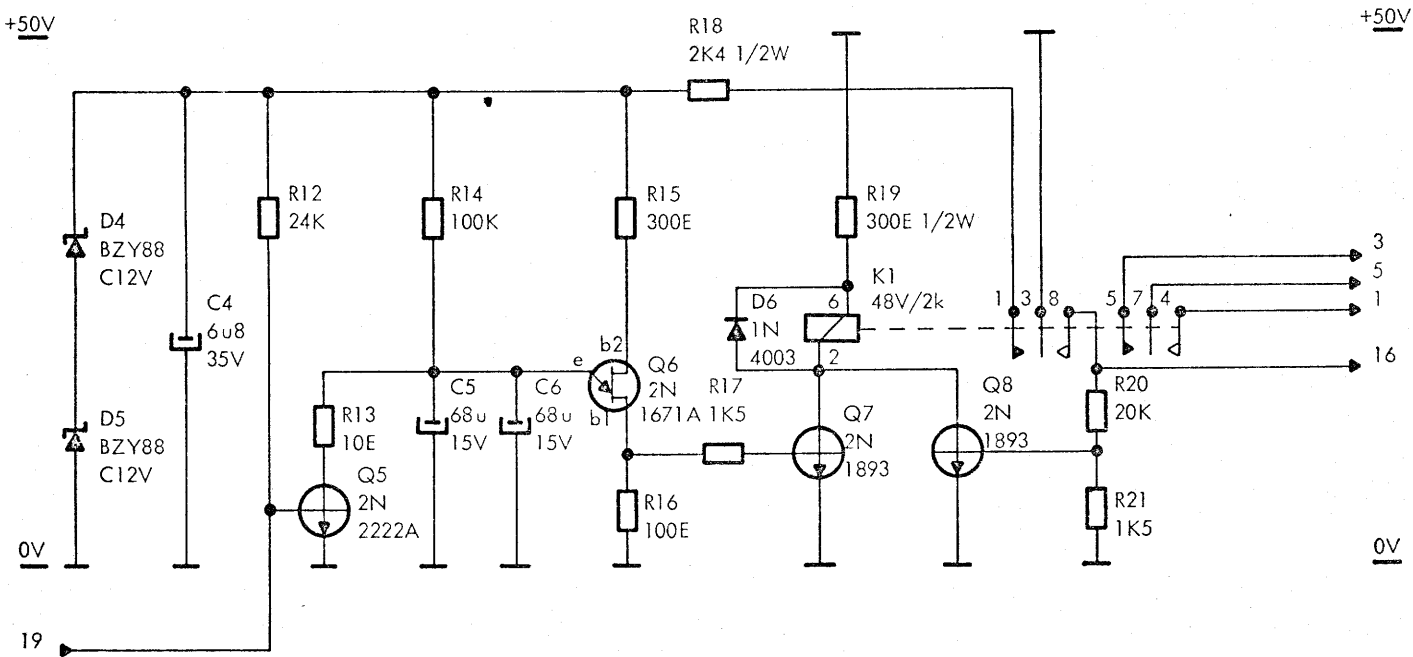 +50V
+50V
R18
2K4 1/2W
R12
24K
R14
100K
R15
300E
R19
300E 1/2W
D4
BZY88
C12V
C4
6u8
35V
K1
48V/2k
D6
1N
4003
6
2
1
3
8
5
7
4
3
5
1
16
b2
e
b1
Q6
2N
1671A
R17
1K5
Q7
2N
1893
Q8
2N
1893
R20
20K
R21
1K5
D5
BZY88
C12V
R13
10E
C5
68u
15V
C6
68u
15V
Q5
2N
2222A
R16
100E
0V
0V
19